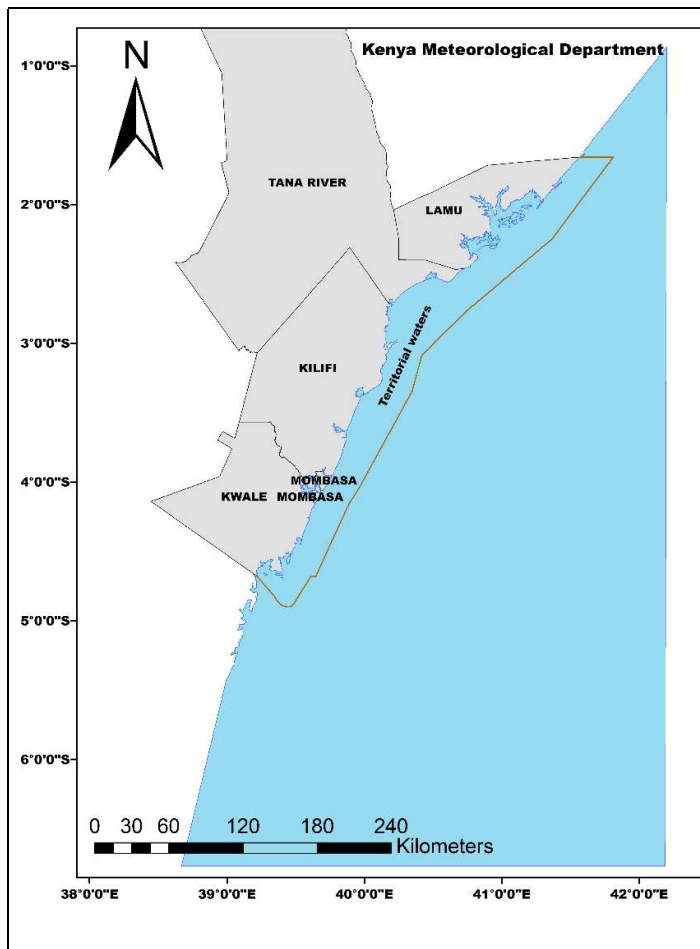 Kenya Meteorological Department
N
1°0'0"S
2°0'0"S
3°0'0"S
4°0'0"S
5°0'0"S
6°0'0"S
TANA RIVER
LAMU
KILIFI
Territorial waters
MOMBASA
KWALE MOMBASA
0 30 60 120 180 240
Kilometers
38°0'0"E 39°0'0"E 40°0'0"E 41°0'0"E 42°0'0"E